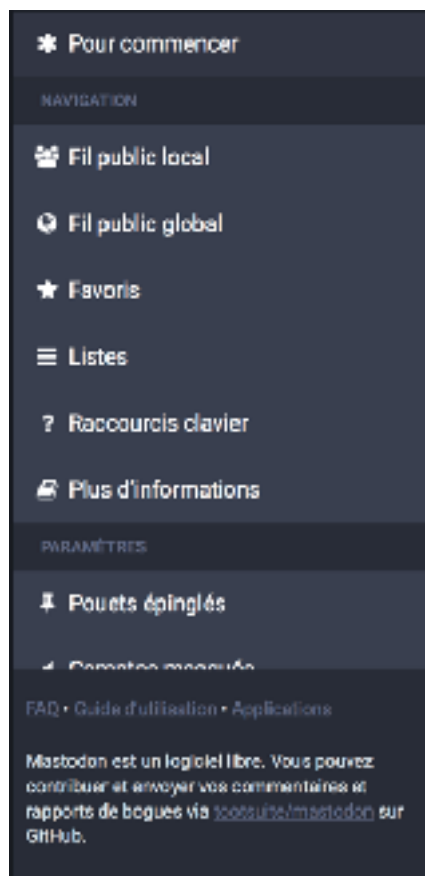 Pour commencer
NAVIGATION
Fil public local
Fil public global
Favoris
Listes
? Raccourcis clavier
Plus d'informations
PARAMÈTRES
Pouets épinglés
Comptes masqués
FAQ • Guide d'utilisation • Applications
Mastodon est un logiciel libre. Vous pouvez
contribuer et envoyer vos commentaires et
rapports de bogues via tootsuite/mastodon sur
GitHub.